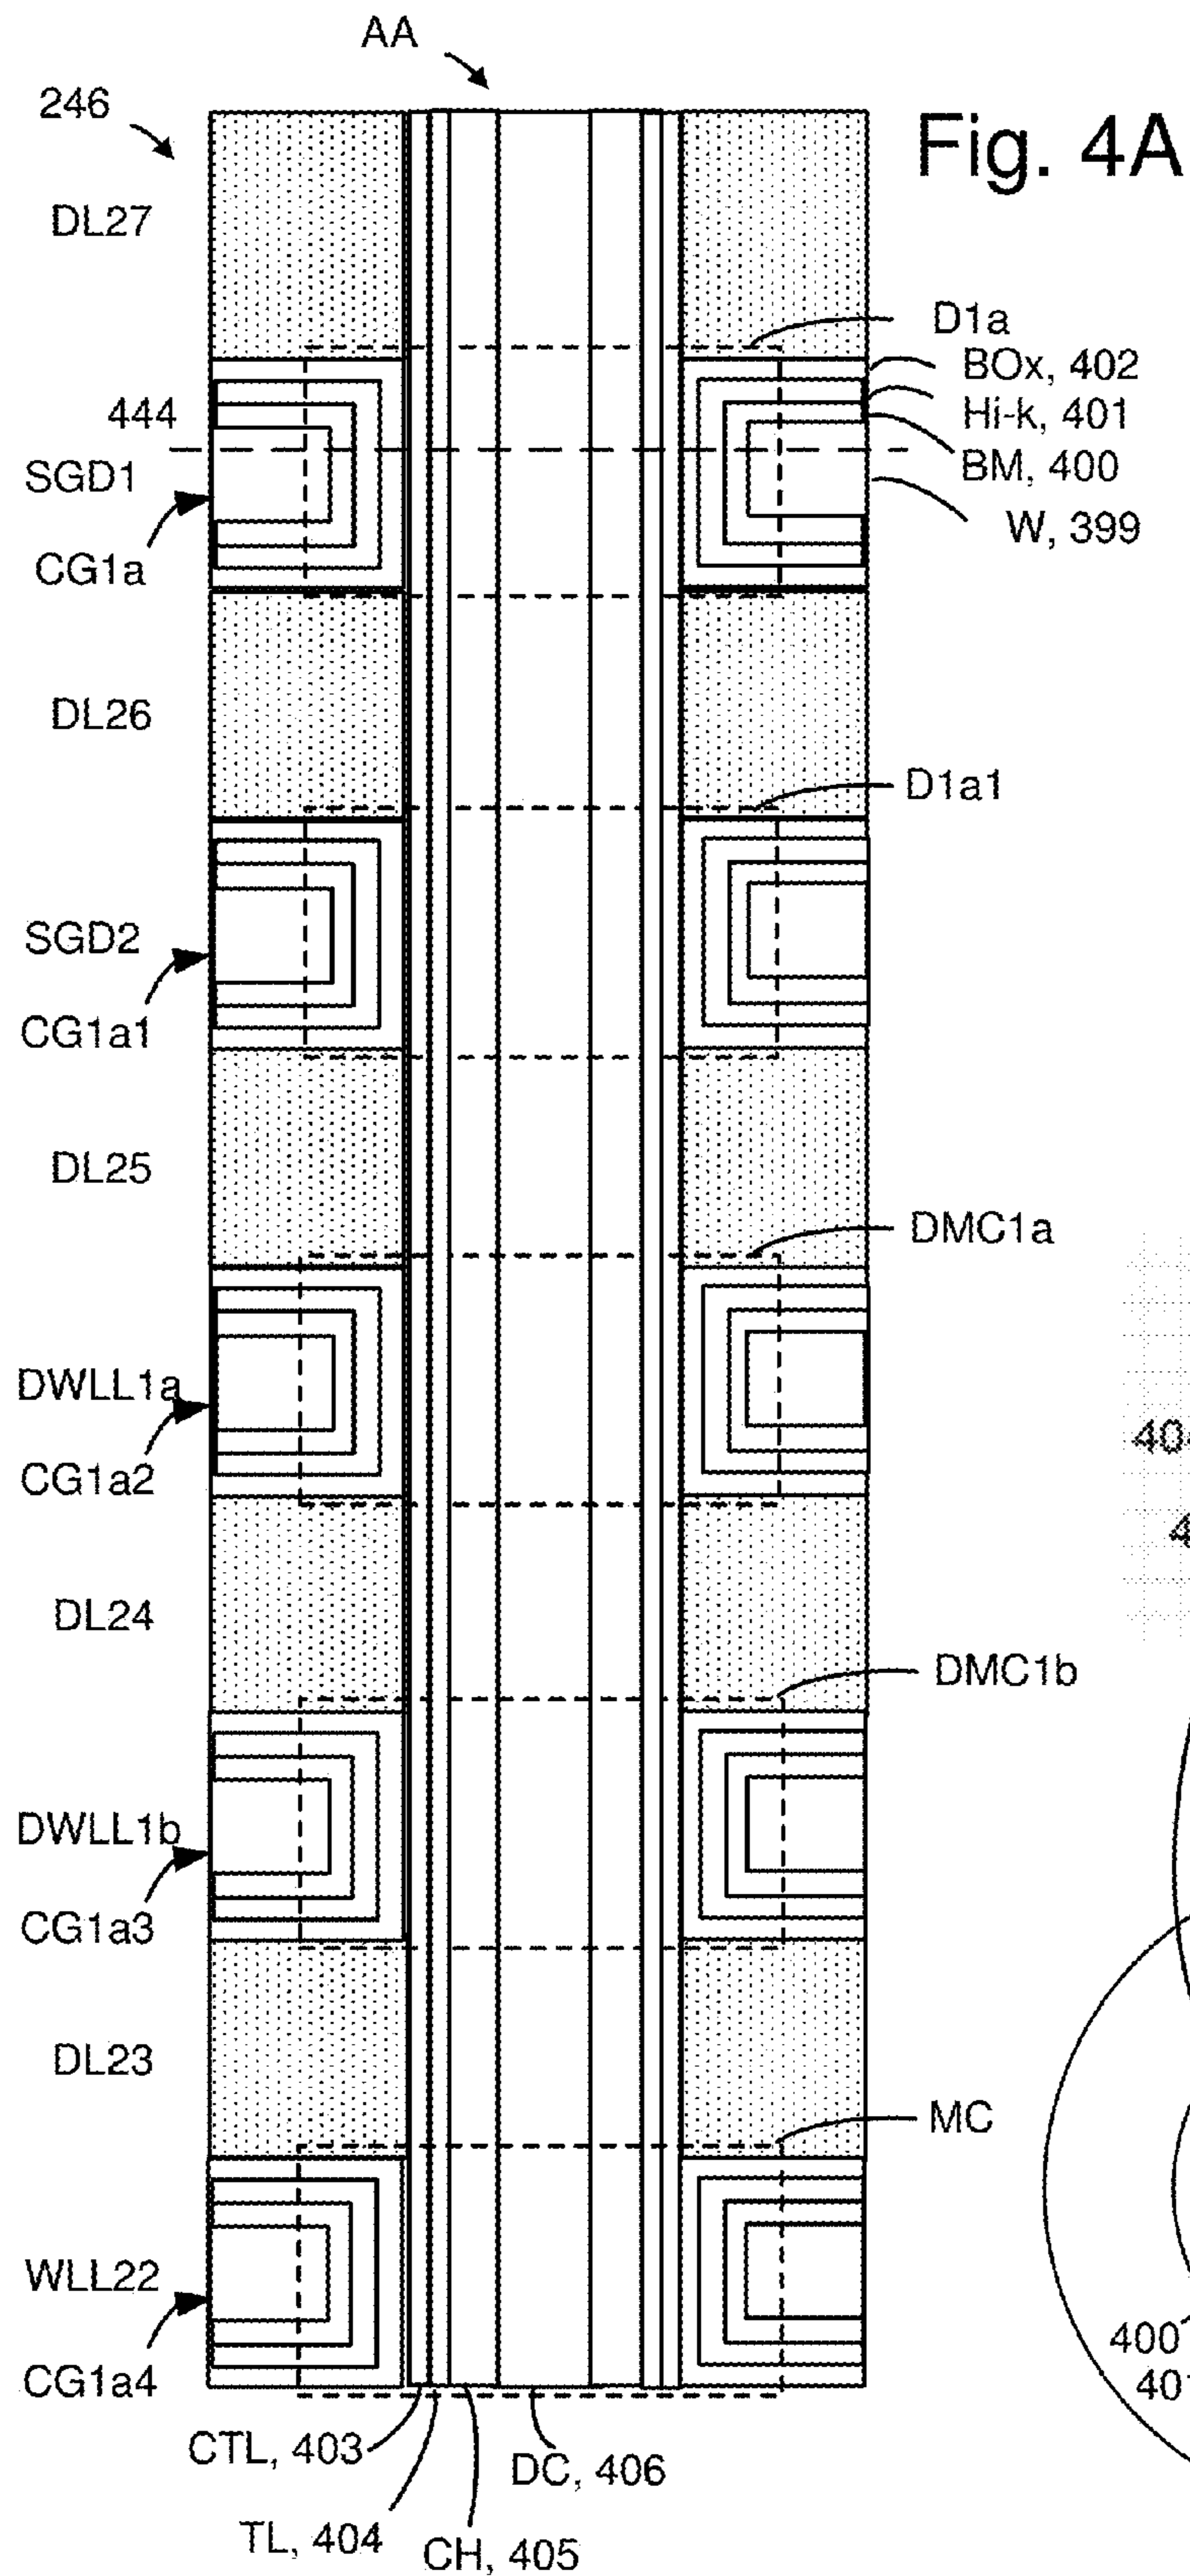 AA
246
Fig. 4A
DL27
D1a
BOx, 402
444
Hi-k, 401
SGD1
BM, 400
W, 399
CG1a
DL26
D1a1
SGD2
CG1a1
DL25
DMC1a
DWLL1a
CG1a2
DL24
DMC1b
DWLL1b
CG1a3
DL23
MC
WLL22
400
CG1a4
CTL, 403
DC, 406
TL, 404
CH, 405